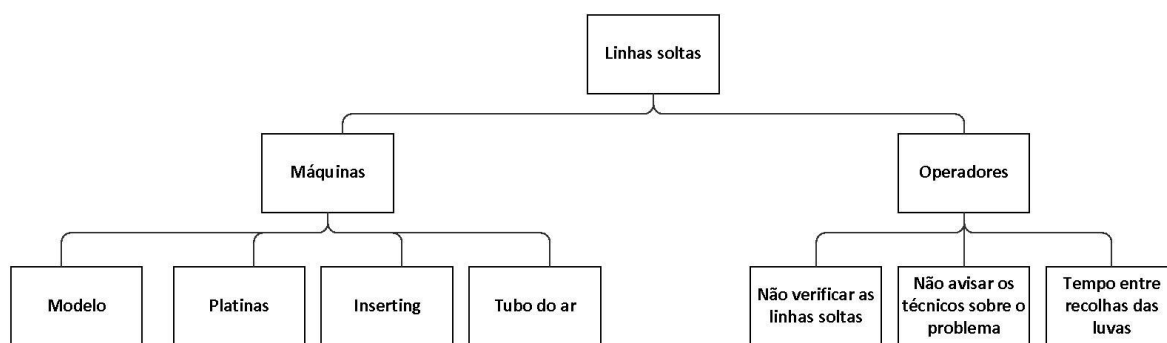 Linhas soltas
Máquinas
Operadores
Modelo
Platinas
Inserting
Tubo do ar
Não verificar as
linhas soltas
Não avisar os
técnicos sobre o
problema
Tempo entre
recolhas das
luvas